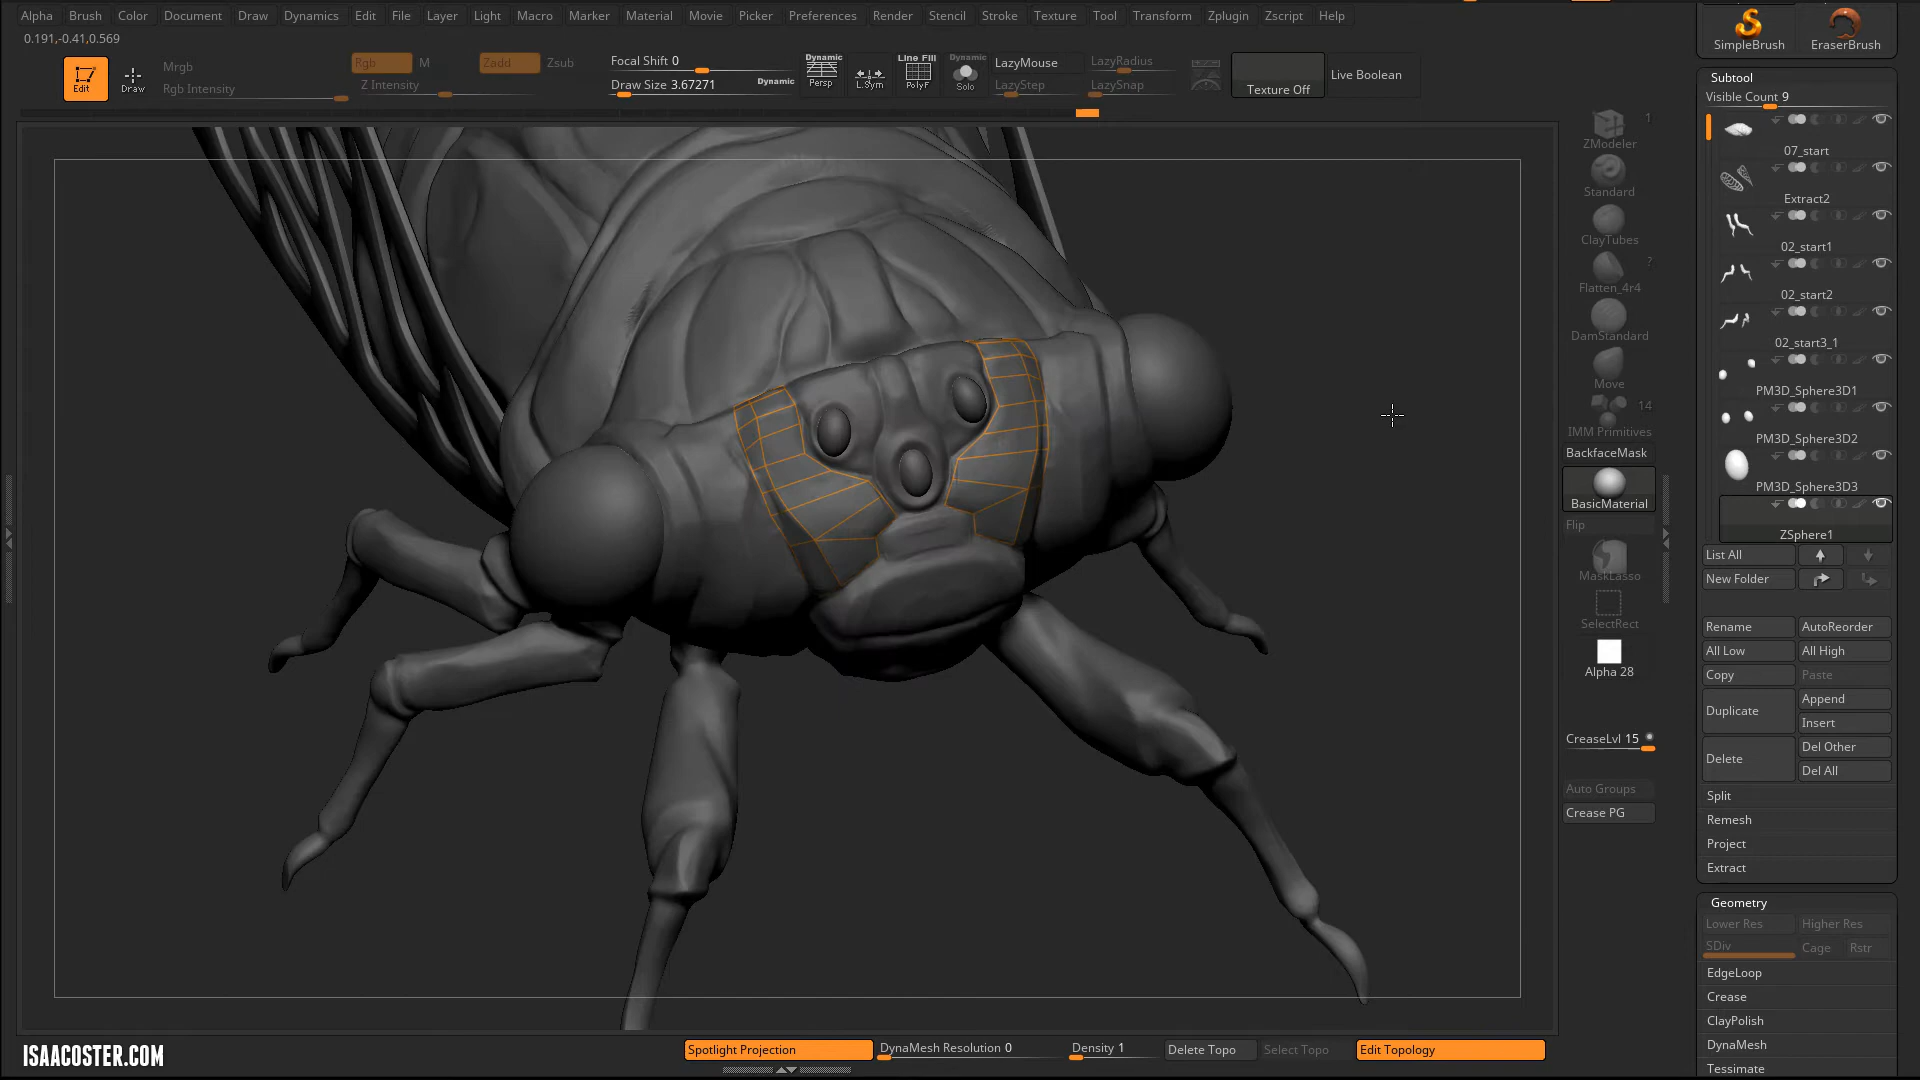 Alpha Brush Color Document Draw Dynamics Edit File Layer Light Macro Marker Material Movie Picker Preferences Render Stencil Stroke Texture Tool Transform Zplugin Zscript Help
0.191,-0.41,0.569
Edit
Draw
Mrgb
Rgb Intensity
Rgb
M
Zadd
Zsub
Z Intensity
Focal Shift 0
Draw Size 3.67271
Dynamic
Dynamic
Persp
L.Sym
Line Fill
PolyF
Dynamic
Solo
LazyMouse
LazyStep
LazyRadius
LazySnap
Texture Off
Live Boolean
1
ZModeler
Standard
ClayTubes
?
Flatten_4r4
DamStandard
Move
14
IMM Primitives
BackfaceMask
BasicMaterial
Flip
MaskLasso
SelectRect
Alpha 28
CreaseLvl 15
Auto Groups
Crease PG
SimpleBrush
EraserBrush
Subtool
Visible Count 9
07_start
Extract2
02_start1
02_start2
02_start3_1
PM3D_Sphere3D1
PM3D_Sphere3D2
PM3D_Sphere3D3
ZSphere1
List All
New Folder
Rename AutoReorder
All Low All High
Copy Paste
Duplicate Append
Insert
Delete Del Other
Del All
Split
Remesh
Project
Extract
Geometry
Lower Res Higher Res
SDiv Cage Rstr
EdgeLoop
Crease
ClayPolish
DynaMesh
Tessimate
ISAACOSTER.COM
Spotlight Projection
DynaMesh Resolution 0
Density 1
Delete Topo
Select Topo
Edit Topology